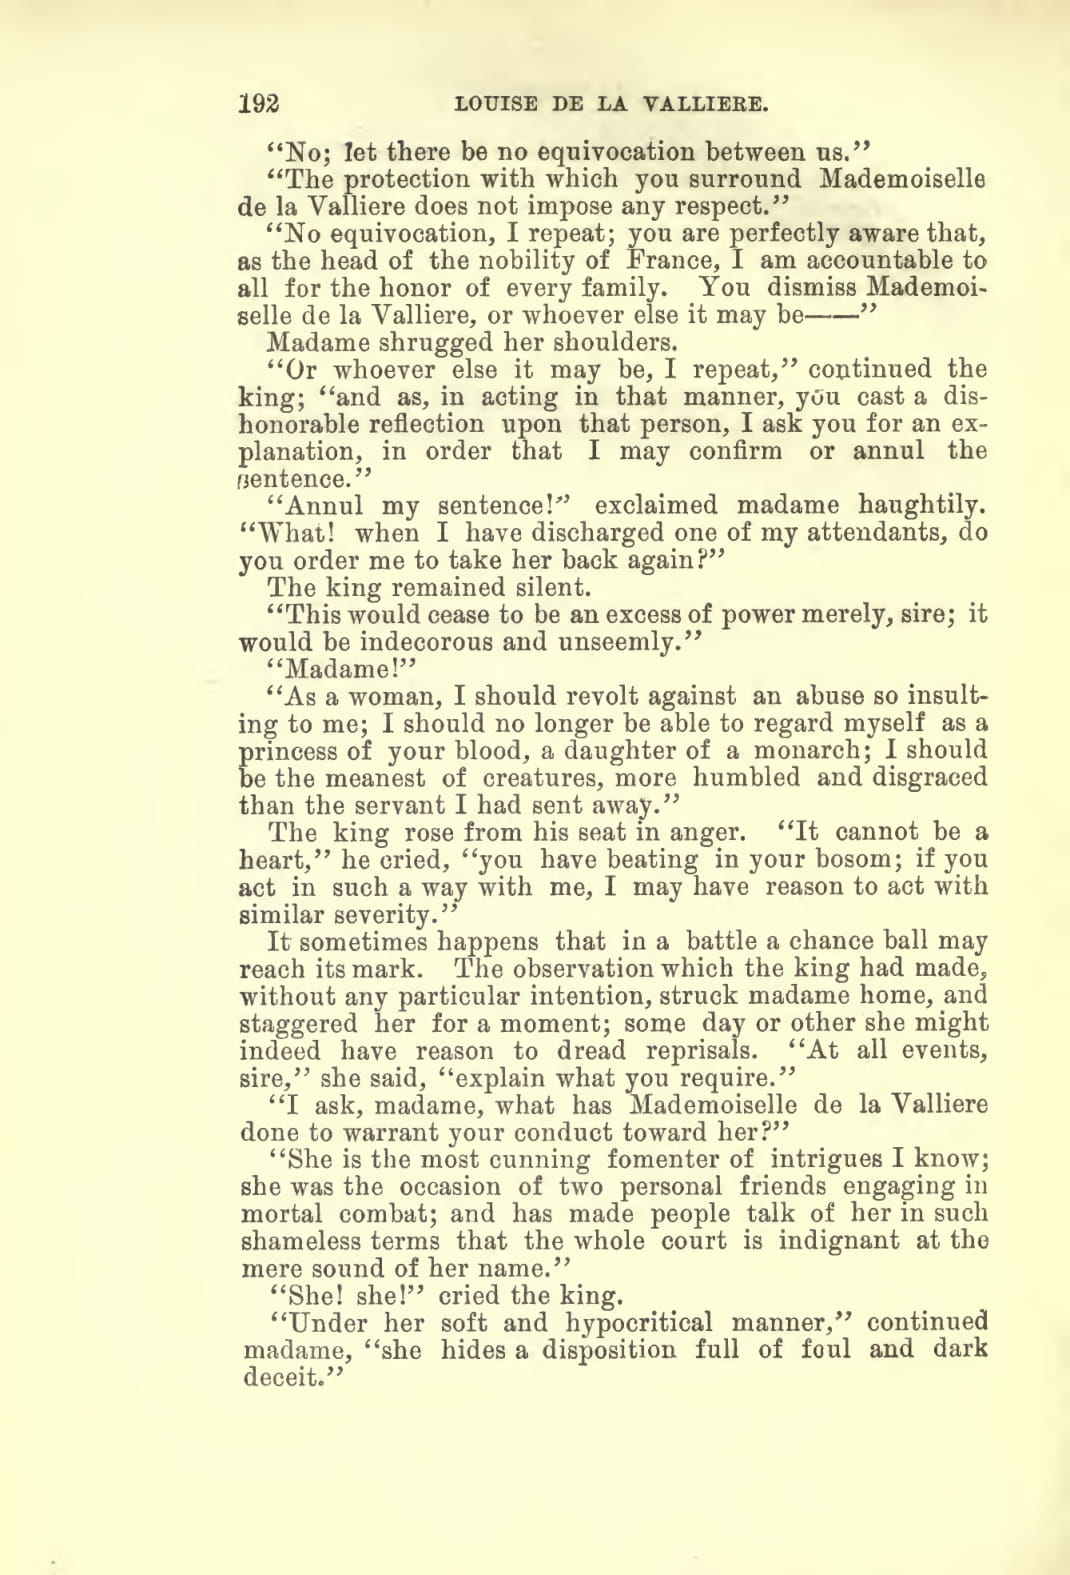 192 LOUISE DE LA VALLIERE.
“No; let there be no equivocation between us.”
“The protection with which you surround Mademoiselle
de la Valliere does not impose any respect.”
“No equivocation, I repeat; you are perfectly aware that,
as the head of the nobility of France, I am accountable to
all for the honor of every family. You dismiss Mademoi-
selle de la Valliere, or whoever else it may be——”
Madame shrugged her shoulders.
“Or whoever else it may be, I repeat,” continued the
king; “and as, in acting in that manner, you cast a dis-
honorable reflection upon that person, I ask you for an ex-
planation, in order that I may confirm or annul the
sentence.”
“Annul my sentence!” exclaimed madame haughtily.
“What! when I have discharged one of my attendants, do
you order me to take her back again?”
The king remained silent.
“This would cease to be an excess of power merely, sire; it
would be indecorous and unseemly.”
“Madame!”
“As a woman, I should revolt against an abuse so insult-
ing to me; I should no longer be able to regard myself as a
princess of your blood, a daughter of a monarch; I should
be the meanest of creatures, more humbled and disgraced
than the servant I had sent away.”
The king rose from his seat in anger. “It cannot be a
heart,” he cried, “you have beating in your bosom; if you
act in such a way with me, I may have reason to act with
similar severity.”
It sometimes happens that in a battle a chance ball may
reach its mark. The observation which the king had made,
without any particular intention, struck madame home, and
staggered her for a moment; some day or other she might
indeed have reason to dread reprisals. “At all events,
sire,” she said, “explain what you require.”
“I ask, madame, what has Mademoiselle de la Valliere
done to warrant your conduct toward her?”
“She is the most cunning fomenter of intrigues I know;
she was the occasion of two personal friends engaging in
mortal combat; and has made people talk of her in such
shameless terms that the whole court is indignant at the
mere sound of her name.”
“She! she!” cried the king.
“Under her soft and hypocritical manner,” continued
madame, “she hides a disposition full of foul and dark
deceit.”